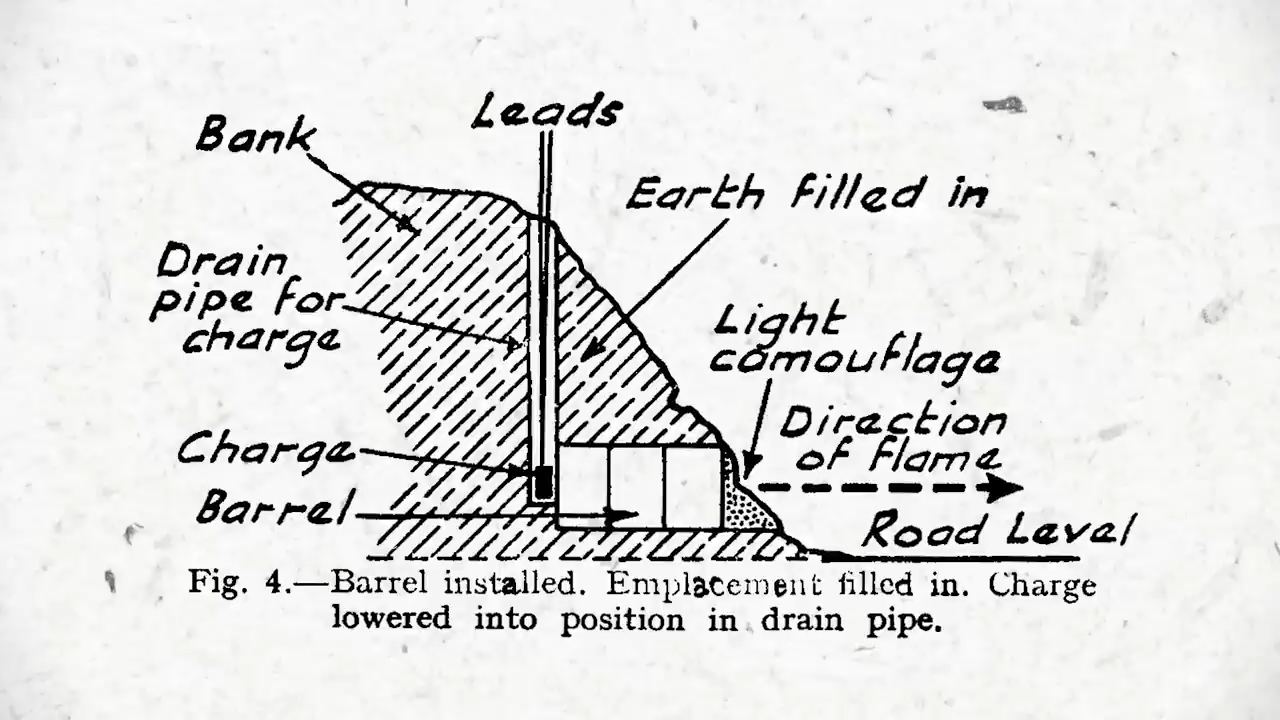 Leads
Bank
Earth filled in
Drain
pipe for
charge
Light
camouflage
Direction
of flame
Charge
Barrel
Road Level
Fig. 4.—Barrel installed. Emplacement filled in. Charge
lowered into position in drain pipe.